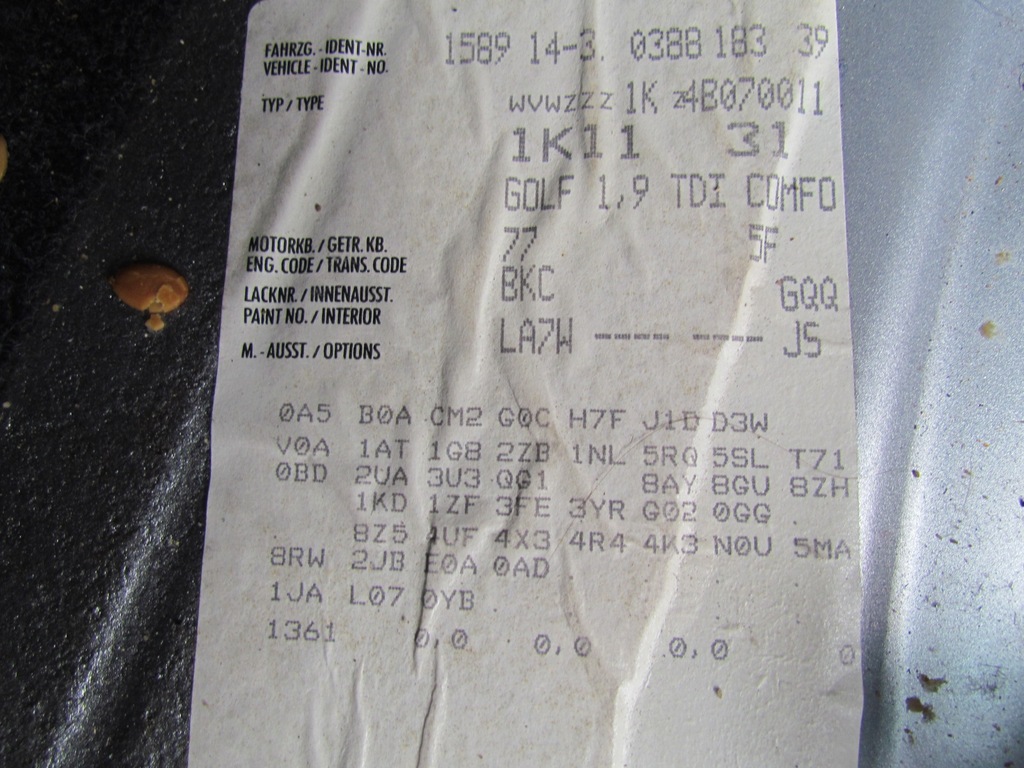 FAHRZG. - IDENT-NR. 1589 14-3. 0388 183 39
VEHICLE - IDENT - NO.
TYP / TYPE WVWZZZ 1K Z4B070011
1K11 31
GOLF 1,9 TDI COMFO
MOTORKB. / GETR. KB. 77 5F
ENG. CODE / TRANS. CODE
BKC GQQ
LACKNR. / INNENAUSST.
PAINT NO. / INTERIOR
LA7W JS
M. - AUSST. / OPTIONS
0A5 B0A CM2 G0C H7F D3W
V0A 1AT 1G8 2ZB 1NL 5RQ 5SL T71
0BD 2UA 3U3 QG1 8AY 8GU 8ZH
1KD 1ZF 3FE 3YR G02 0GG
8Z5 4UF 4X3 4R4 4K3 N0U 5MA
8RW 2JB E0A 0AD
1JA L07 0YB
1361 0,0 0,0 0,0 0